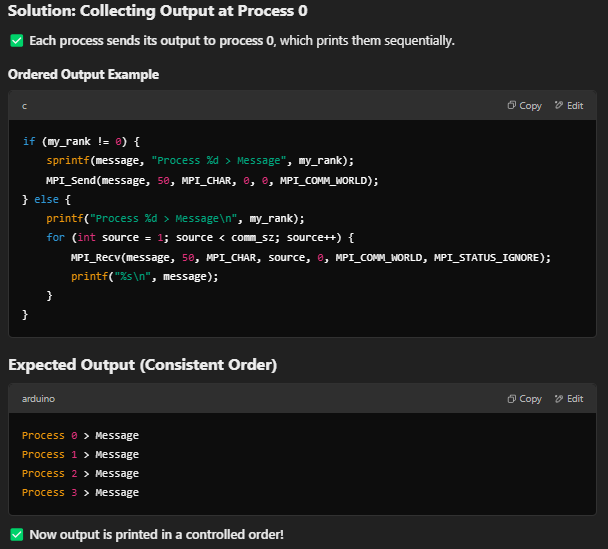 Solution: Collecting Output at Process 0
✅ Each process sends its output to process 0, which prints them sequentially.
Ordered Output Example
c Copy Edit
if (my_rank != 0) {
    sprintf(message, "Process %d > Message", my_rank);
    MPI_Send(message, 50, MPI_CHAR, 0, 0, MPI_COMM_WORLD);
} else {
    printf("Process %d > Message\n", my_rank);
    for (int source = 1; source < comm_sz; source++) {
        MPI_Recv(message, 50, MPI_CHAR, source, 0, MPI_COMM_WORLD, MPI_STATUS_IGNORE);
        printf("%s\n", message);
    }
}
Expected Output (Consistent Order)
arduino Copy Edit
Process 0 > Message
Process 1 > Message
Process 2 > Message
Process 3 > Message
✅ Now output is printed in a controlled order!